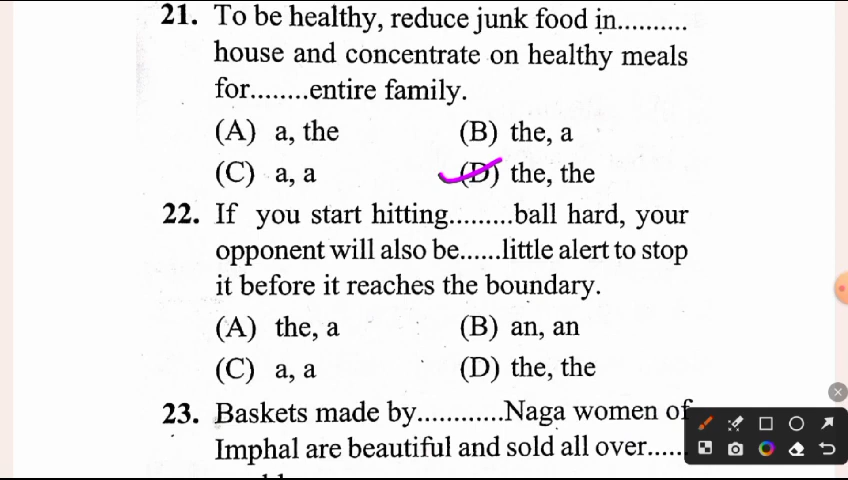 21. To be healthy, reduce junk food in..........
house and concentrate on healthy meals
for........entire family.
(A) a, the (B) the, a
(C) a, a (D) the, the
22. If you start hitting.........ball hard, your
opponent will also be......little alert to stop
it before it reaches the boundary.
(A) the, a (B) an, an
(C) a, a (D) the, the
23. Baskets made by............Naga women of
Imphal are beautiful and sold all over......